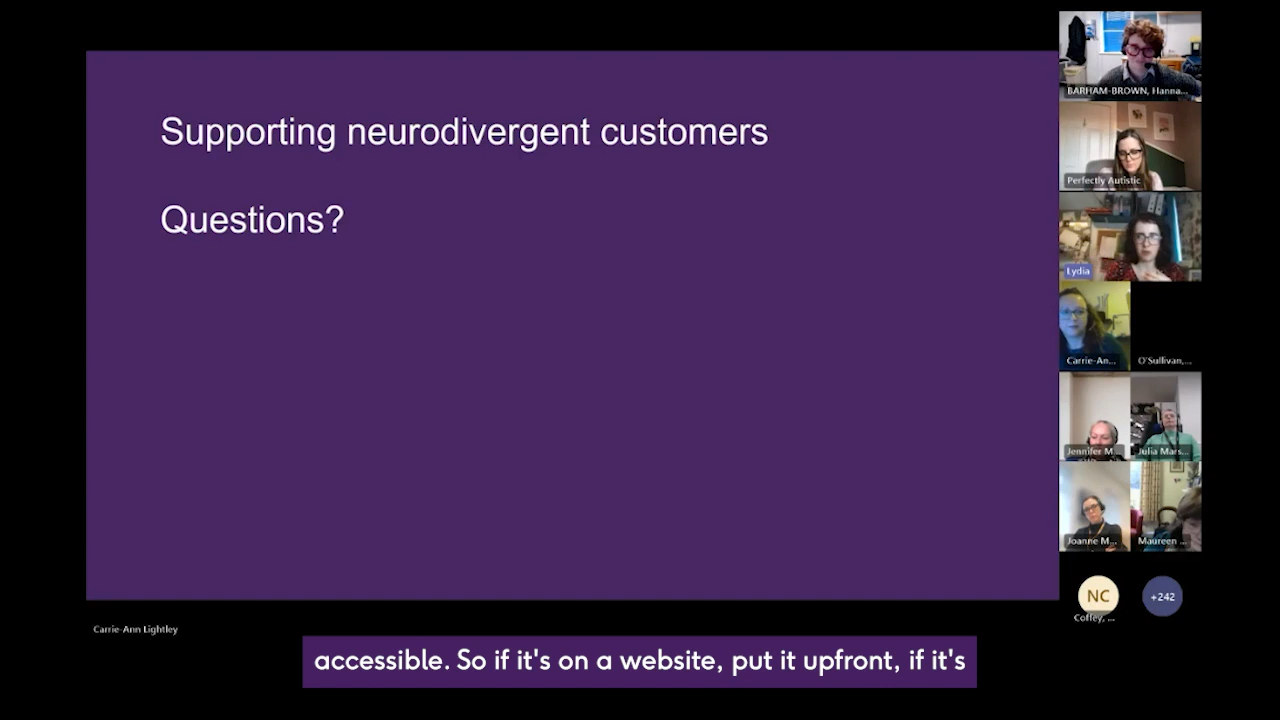 Supporting neurodivergent customers
Questions?
BARHAM-BROWN, Hanna...
Perfectly Autistic
Lydia
Carrie-An...
O'Sullivan,...
Jennifer M...
Julia Mars...
Joanne M...
Maureen ...
NC
+242
Coffey, ...
Carrie-Ann Lightley
accessible. So if it's on a website, put it upfront, if it's